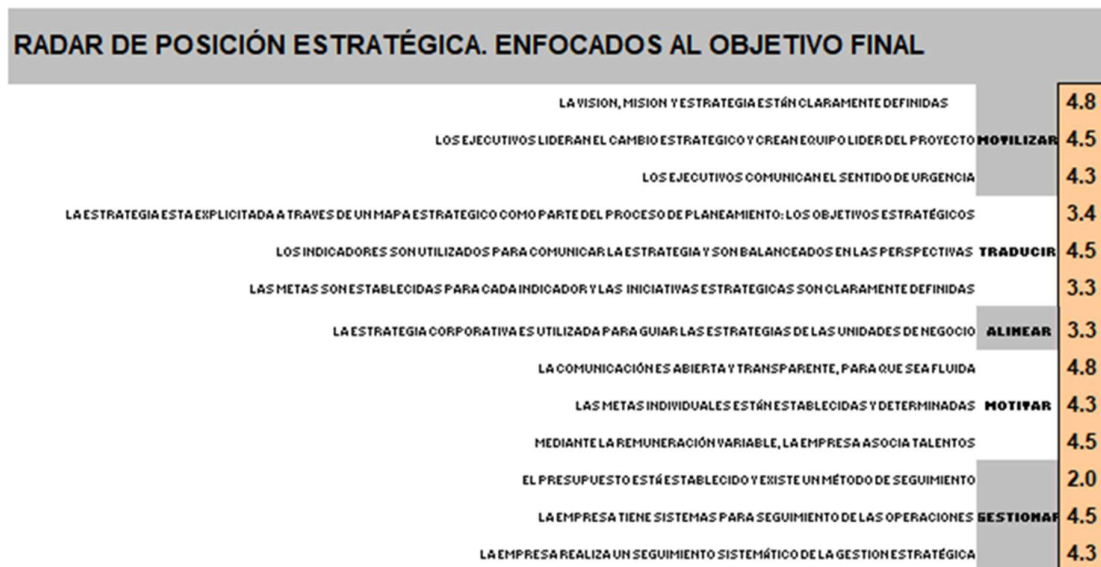 RADAR DE POSICIÓN ESTRATÉGICA. ENFOCADOS AL OBJETIVO FINAL
LA VISION, MISION Y ESTRATEGIA ESTÁN CLARAMENTE DEFINIDAS 4.8
LOS EJECUTIVOS LIDERAN EL CAMBIO ESTRATEGICO Y CREAN EQUIPO LIDER DEL PROYECTO MOVILIZAR 4.5
LOS EJECUTIVOS COMUNICAN EL SENTIDO DE URGENCIA 4.3
LA ESTRATEGIA ESTA EXPLICITADA A TRAVES DE UN MAPA ESTRATEGICO COMO PARTE DEL PROCESO DE PLANEAMIENTO: LOS OBJETIVOS ESTRATÉGICOS 3.4
LOS INDICADORES SON UTILIZADOS PARA COMUNICAR LA ESTRATEGIA Y SON BALANCEADOS EN LAS PERSPECTIVAS TRADUCIR 4.5
LAS METAS SON ESTABLECIDAS PARA CADA INDICADOR Y LAS INICIATIVAS ESTRATEGICAS SON CLARAMENTE DEFINIDAS 3.3
LA ESTRATEGIA CORPORATIVA ES UTILIZADA PARA GUIAR LAS ESTRATEGIAS DE LAS UNIDADES DE NEGOCIO ALINEAR 3.3
LA COMUNICACIÓN ES ABIERTA Y TRANSPARENTE, PARA QUE SEA FLUIDA 4.8
LAS METAS INDIVIDUALES ESTÁN ESTABLECIDAS Y DETERMINADAS MOTIVAR 4.3
MEDIANTE LA REMUNERACIÓN VARIABLE, LA EMPRESA ASOCIA TALENTOS 4.5
EL PRESUPUESTO ESTÁ ESTABLECIDO Y EXISTE UN MÉTODO DE SEGUIMIENTO 2.0
LA EMPRESA TIENE SISTEMAS PARA SEGUIMIENTO DE LAS OPERACIONES GESTIONAR 4.5
LA EMPRESA REALIZA UN SEGUIMIENTO SISTEMÁTICO DE LA GESTION ESTRATÉGICA 4.3